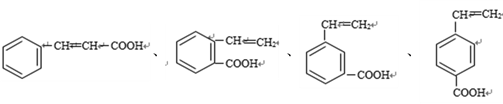 CH=CH—COOH、
CH=CH₂
COOH
、
CH=CH₂
COOH
、
CH=CH₂
COOH